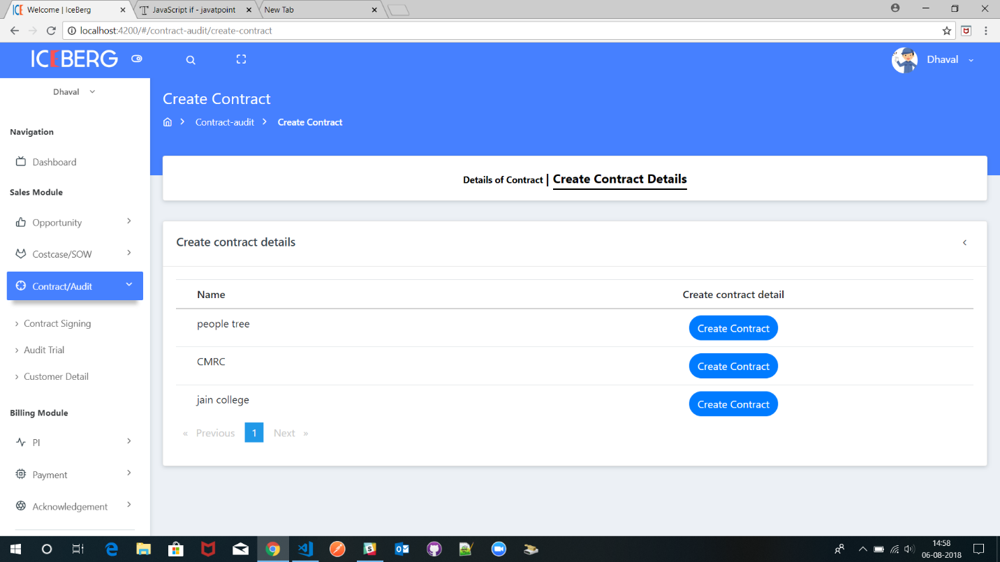 Welcome | IceBerg
JavaScript if - javatpoint
New Tab
localhost:4200/#/contract-audit/create-contract
ICEBERG
Dhaval
Dhaval
Create Contract
Contract-audit
Create Contract
Navigation
Dashboard
Sales Module
Opportunity
Costcase/SOW
Contract/Audit
Contract Signing
Audit Trial
Customer Detail
Billing Module
PI
Payment
Acknowledgement
Details of Contract | Create Contract Details
Create contract details
Name Create contract detail
people tree Create Contract
CMRC Create Contract
jain college Create Contract
« Previous 1 Next »
14:58
06-08-2018